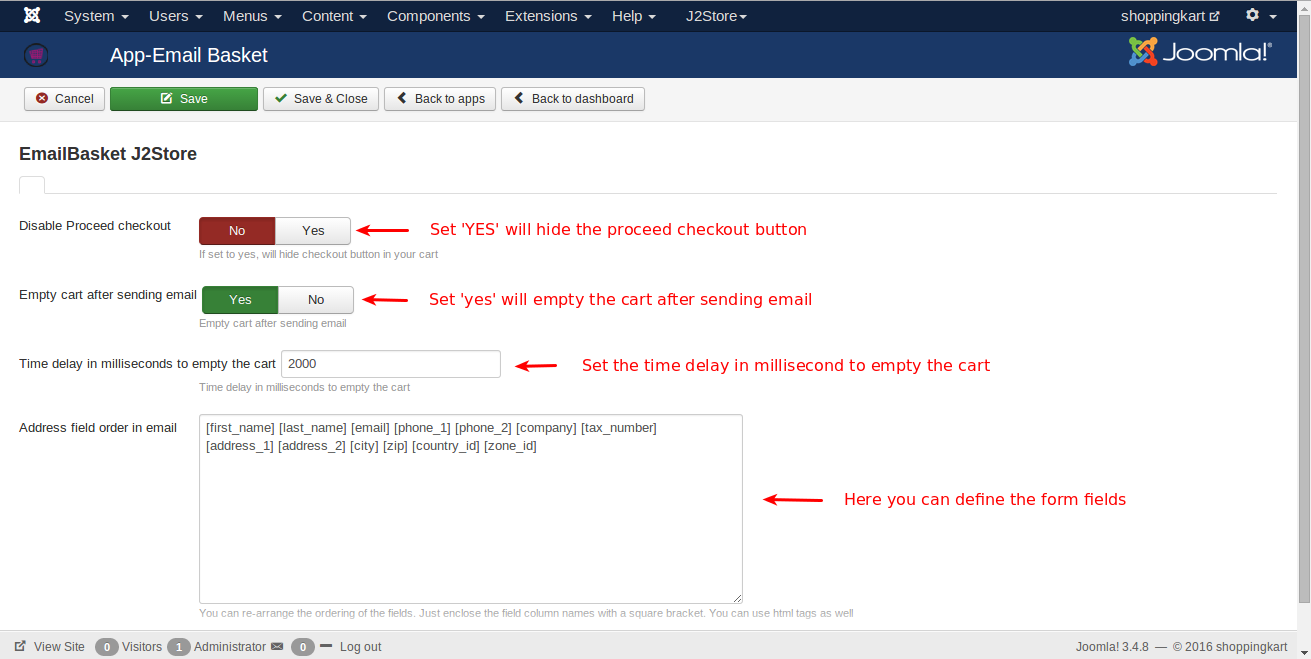 System Users Menus Content Components Extensions Help J2Store shoppingkart
App-Email Basket Joomla!®
Cancel Save Save & Close Back to apps Back to dashboard
EmailBasket J2Store
Disable Proceed checkout No Yes Set 'YES' will hide the proceed checkout button
If set to yes, will hide checkout button in your cart
Empty cart after sending email Yes No Set 'yes' will empty the cart after sending email
Empty cart after sending email
Time delay in milliseconds to empty the cart 2000 Set the time delay in millisecond to empty the cart
Time delay in milliseconds to empty the cart
Address field order in email [first_name] [last_name] [email] [phone_1] [phone_2] [company] [tax_number]
[address_1] [address_2] [city] [zip] [country_id] [zone_id]
Here you can define the form fields
You can re-arrange the ordering of the fields. Just enclose the field column names with a square bracket. You can use html tags as well
View Site 0 Visitors 1 Administrator 0 Log out Joomla! 3.4.8 — © 2016 shoppingkart